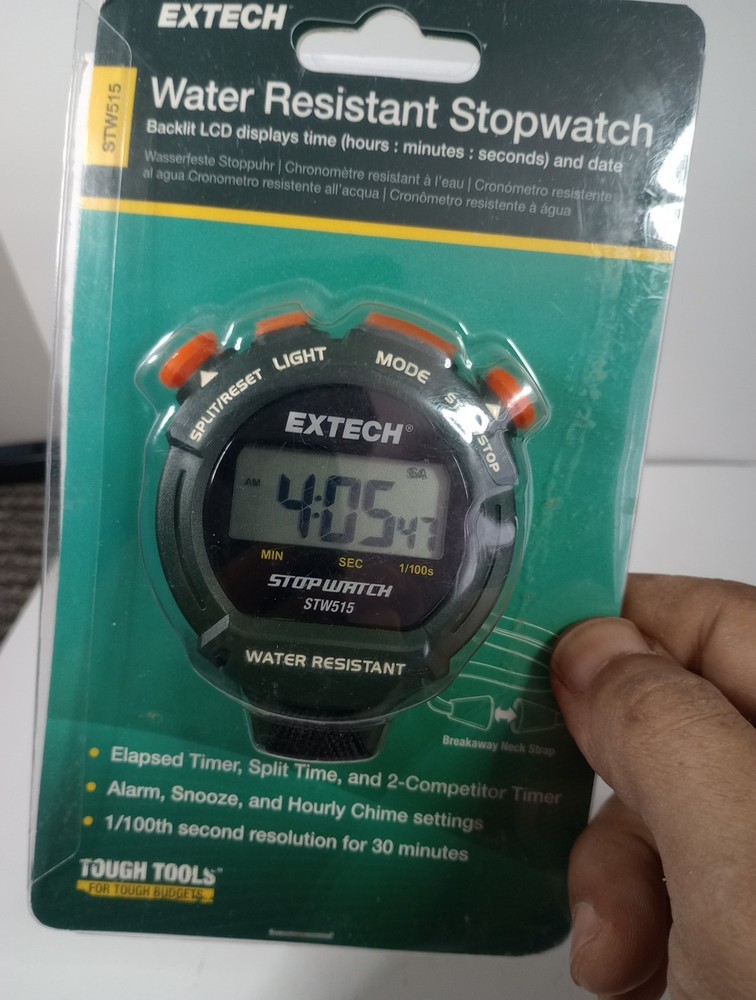 EXTECH
STW515
Water Resistant Stopwatch
Backlit LCD displays time (hours : minutes : seconds) and date
Wasserfeste Stoppuhr | Chronomètre resistant à l'eau | Cronómetro resistente
al agua Cronometro resistente all'acqua | Cronômetro resistente à água
SPLIT/RESET
LIGHT
MODE
STOP
EXTECH®
AM
SA
4:05 47
MIN SEC 1/100s
STOPWATCH
STW515
WATER RESISTANT
Breakaway Neck Strap
• Elapsed Timer, Split Time, and 2-Competitor Timer
• Alarm, Snooze, and Hourly Chime settings
• 1/100th second resolution for 30 minutes
TOUGH TOOLS™
FOR TOUGH BUDGETS